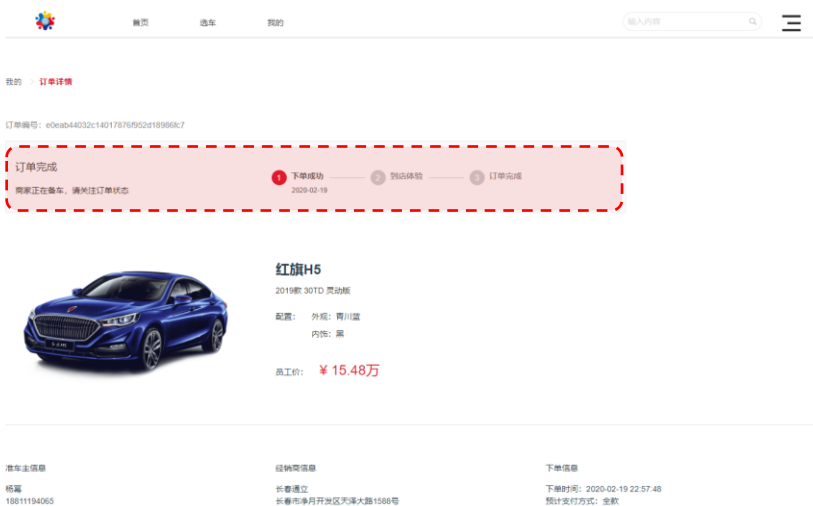 首页 选车 我的 输入内容
我的 > 订单详情
订单编号：e0eab44032c14017876f952d18986fc7
订单完成
商家正在备车，请关注订单状态
1 下单成功 2 到店体验 3 订单完成
2020-02-19
红旗H5
2019款 30TD 灵动版
配置： 外观：青川蓝
内饰：黑
员工价： ¥ 15.48万
准车主信息 经销商信息 下单信息
杨幂 长春通立 下单时间：2020-02-19 22:57:48
18811194065 长春市净月开发区天泽大路1588号 预计支付方式：全款